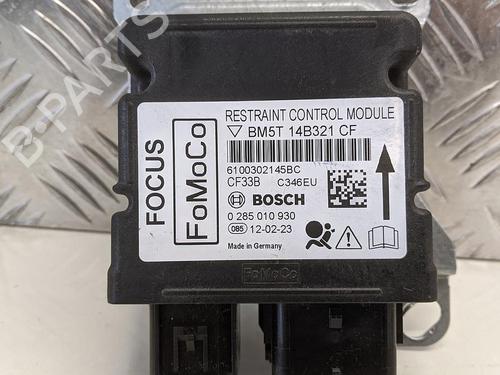 RESTRAINT CONTROL MODULE
BM5T 14B321 CF
6100302145BC
CF33B C346EU
BOSCH
0 285 010 930
085 12-02-23
Made in Germany
FOCUS
FoMoCo
FoMoCo
B-PARTS